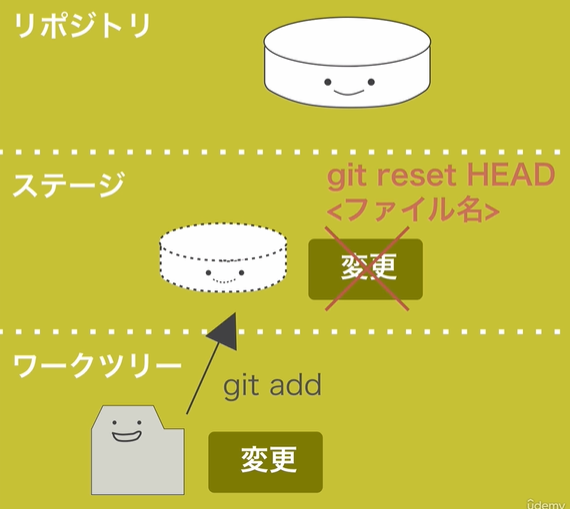 リポジトリ
ステージ
git reset HEAD
<ファイル名>
変更
ワークツリー
git add
変更
ûdemy